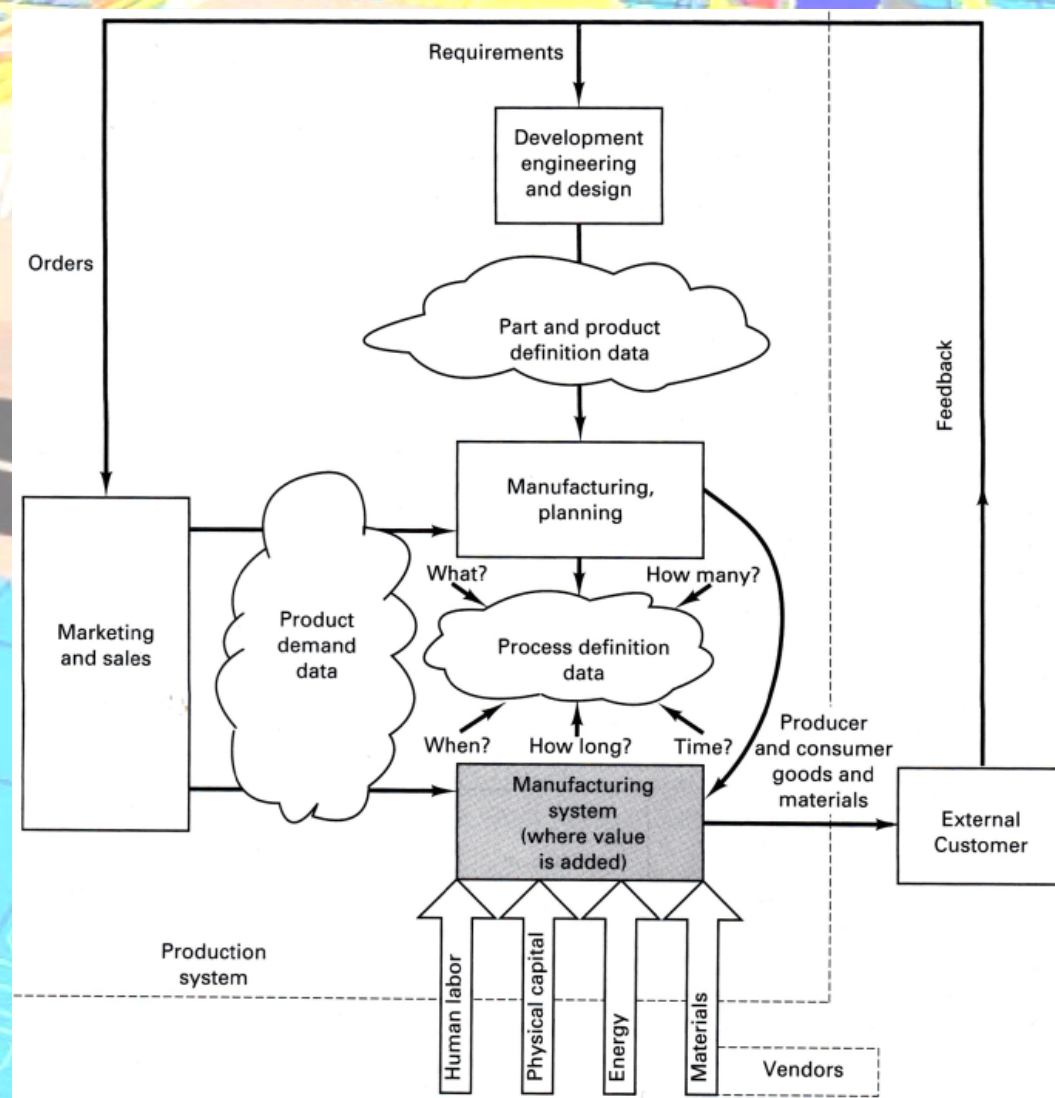 Requirements
Development
engineering
and design
Orders
Part and product
definition data
Feedback
Manufacturing,
planning
What?
How many?
Marketing
and sales
Product
demand
data
Process definition
data
When?
How long?
Time?
Producer
and consumer
goods and
materials
Manufacturing
system
(where value
is added)
External
Customer
Production
system
Human labor
Physical capital
Energy
Materials
Vendors